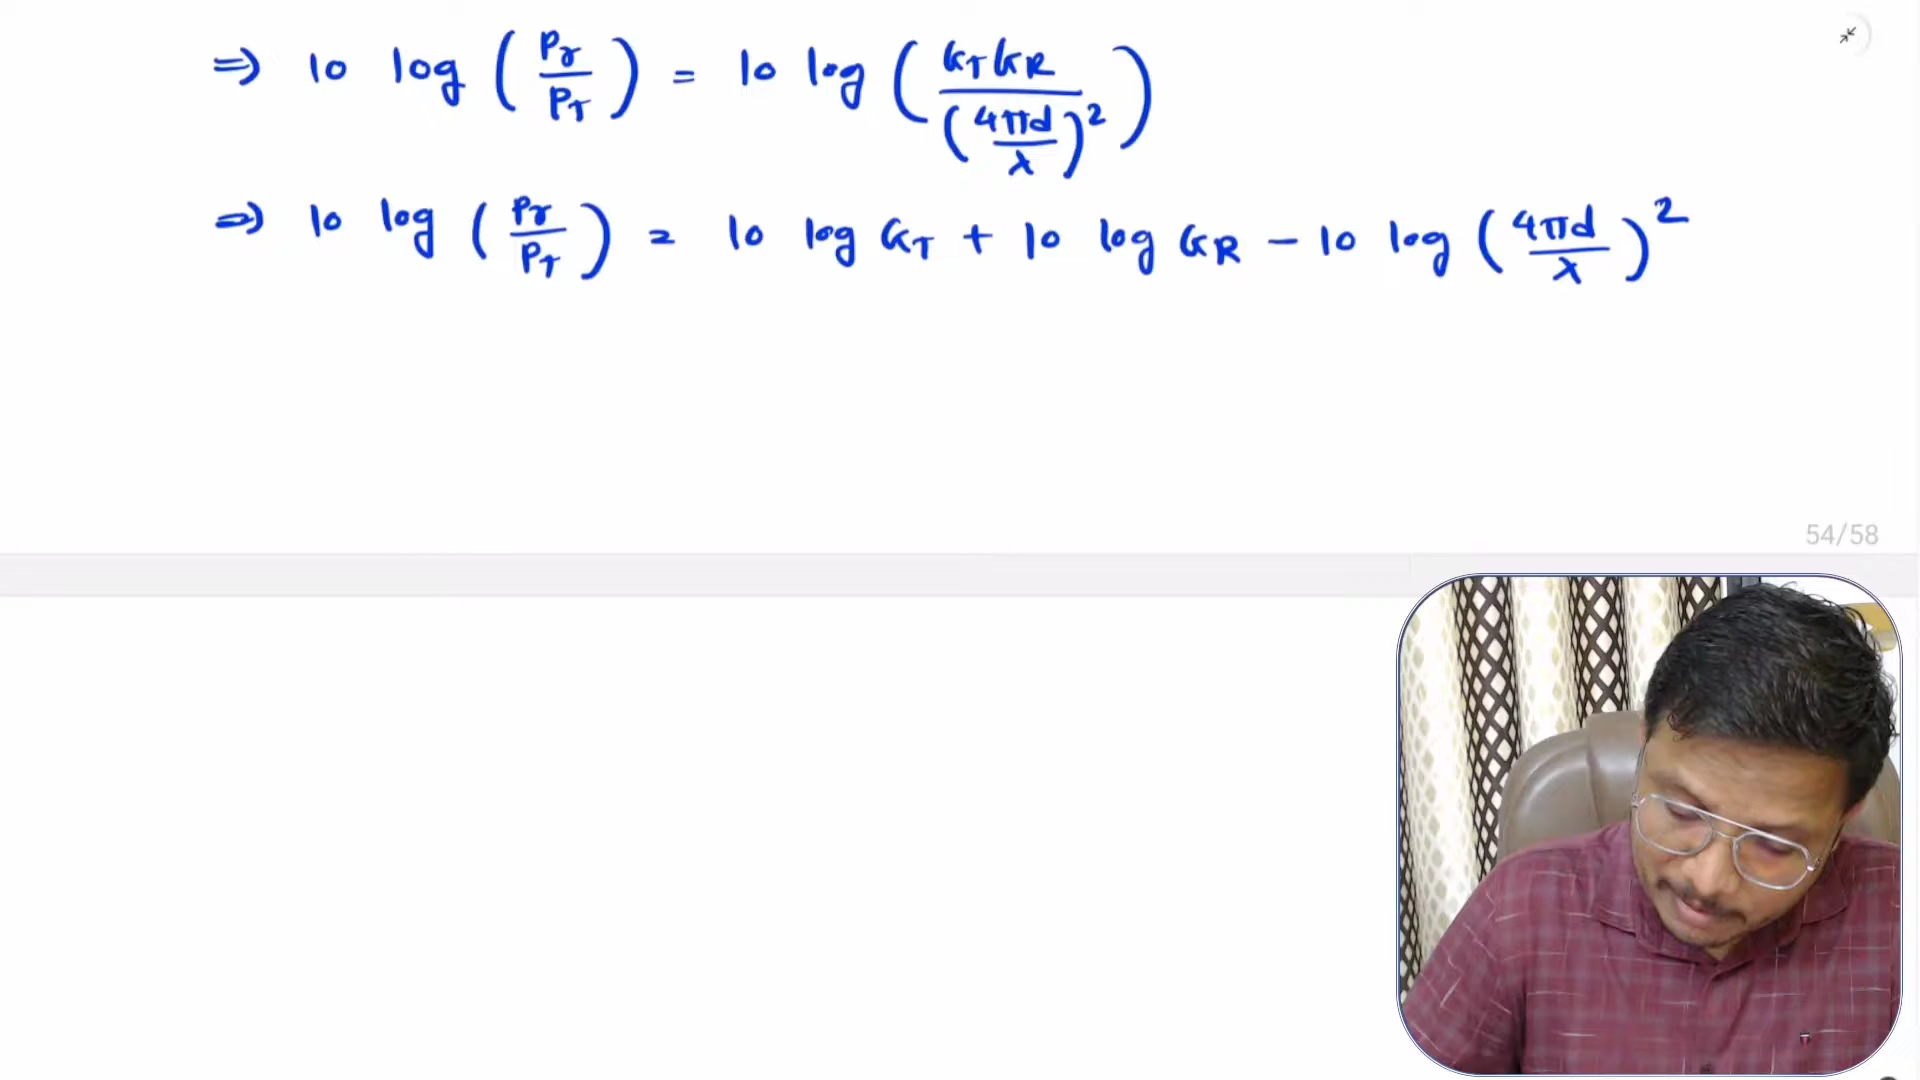 ⇒ 10 log (Pr/PT) = 10 log (GT GR / (4πd/λ)²)
⇒ 10 log (Pr/PT) = 10 log GT + 10 log GR − 10 log (4πd/λ)²
54/58